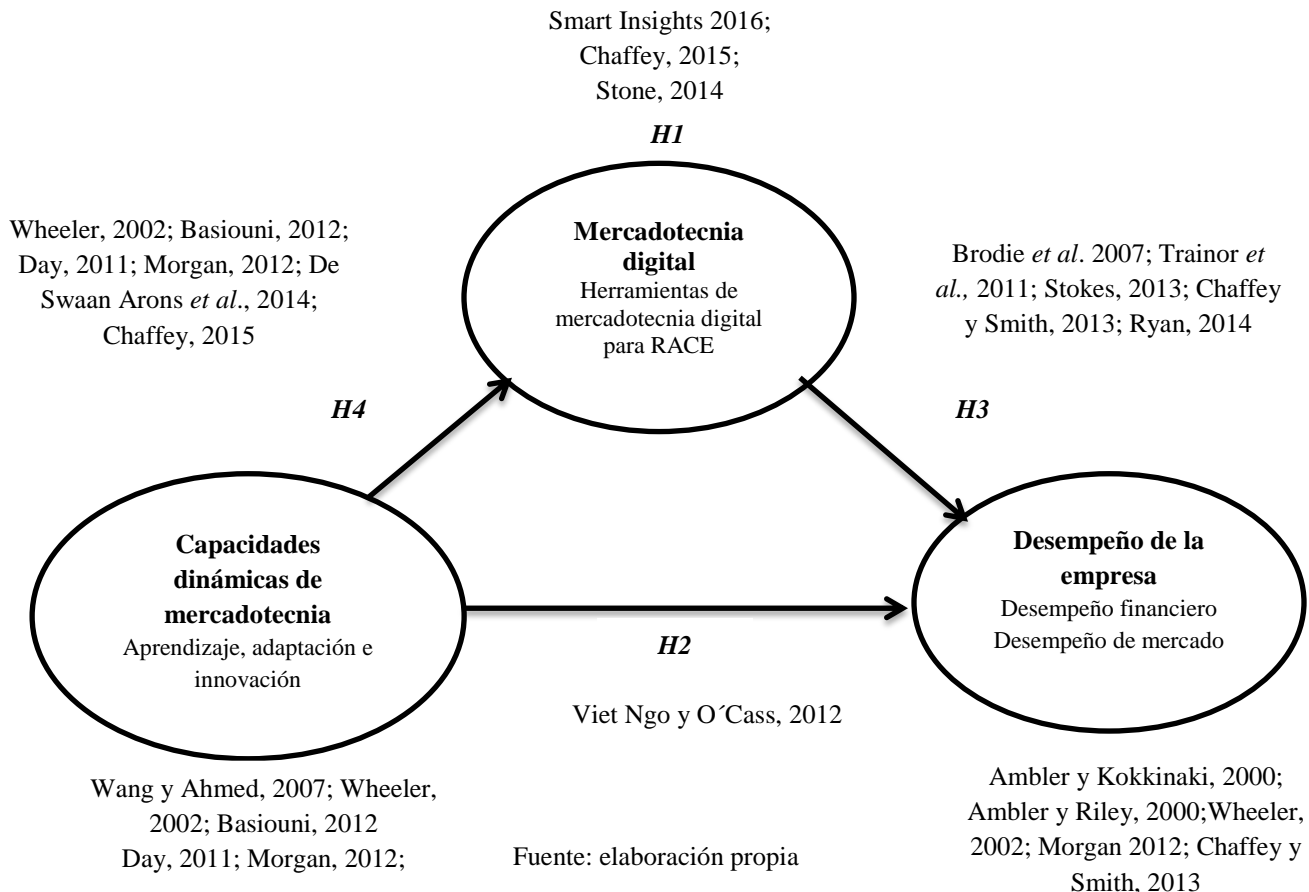 Smart Insights 2016;
Chaffey, 2015;
Stone, 2014
H1
Mercadotecnia
digital
Herramientas de
mercadotecnia digital
para RACE
Wheeler, 2002; Basiouni, 2012;
Day, 2011; Morgan, 2012; De
Swaan Arons et al., 2014;
Chaffey, 2015
Brodie et al. 2007; Trainor et
al., 2011; Stokes, 2013; Chaffey
y Smith, 2013; Ryan, 2014
H4
H3
Capacidades
dinámicas de
mercadotecnia
Aprendizaje, adaptación e
innovación
Desempeño de la
empresa
Desempeño financiero
Desempeño de mercado
H2
Viet Ngo y O´Cass, 2012
Wang y Ahmed, 2007; Wheeler,
2002; Basiouni, 2012
Day, 2011; Morgan, 2012;
Fuente: elaboración propia
Ambler y Kokkinaki, 2000;
Ambler y Riley, 2000;Wheeler,
2002; Morgan 2012; Chaffey y
Smith, 2013